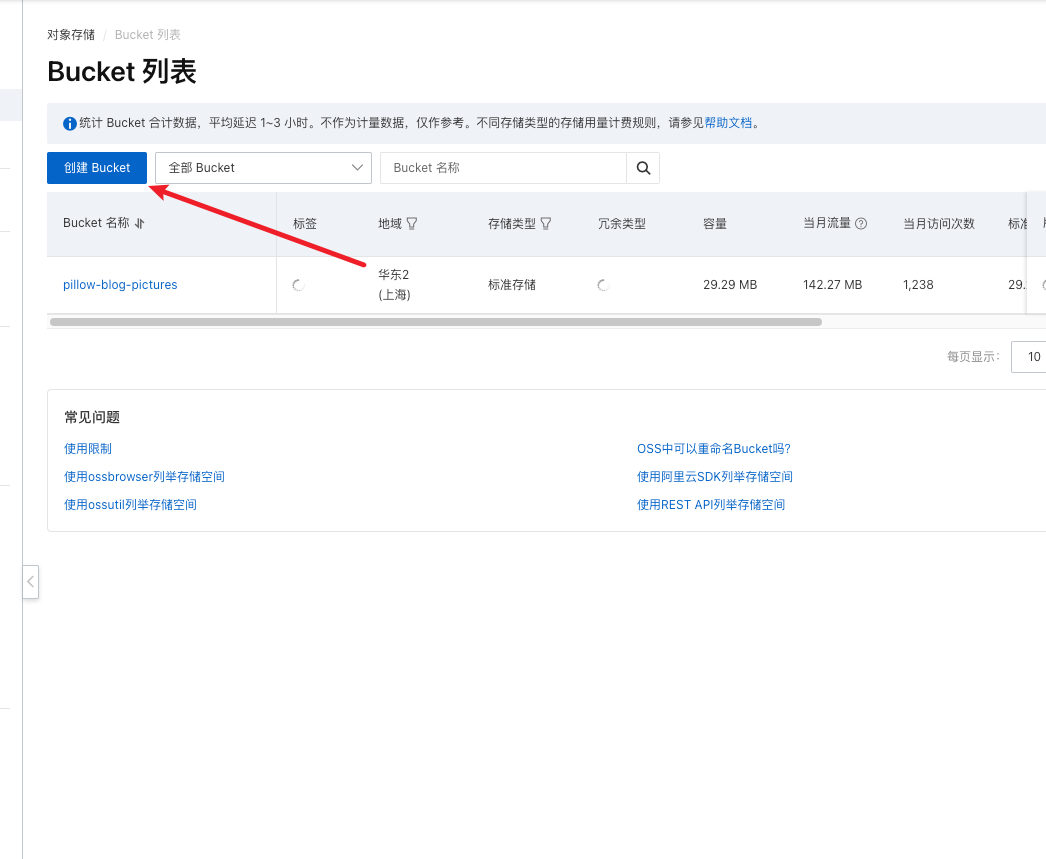 对象存储 / Bucket 列表
Bucket 列表
统计 Bucket 合计数据，平均延迟 1~3 小时。不作为计量数据，仅作参考。不同存储类型的存储用量计费规则，请参见帮助文档。
创建 Bucket 全部 Bucket Bucket 名称
Bucket 名称 标签 地域 存储类型 冗余类型 容量 当月流量 当月访问次数 标准
pillow-blog-pictures 华东2 标准存储 29.29 MB 142.27 MB 1,238 29.
(上海)
每页显示： 10
常见问题
使用限制 OSS中可以重命名Bucket吗?
使用ossbrowser列举存储空间 使用阿里云SDK列举存储空间
使用ossutil列举存储空间 使用REST API列举存储空间